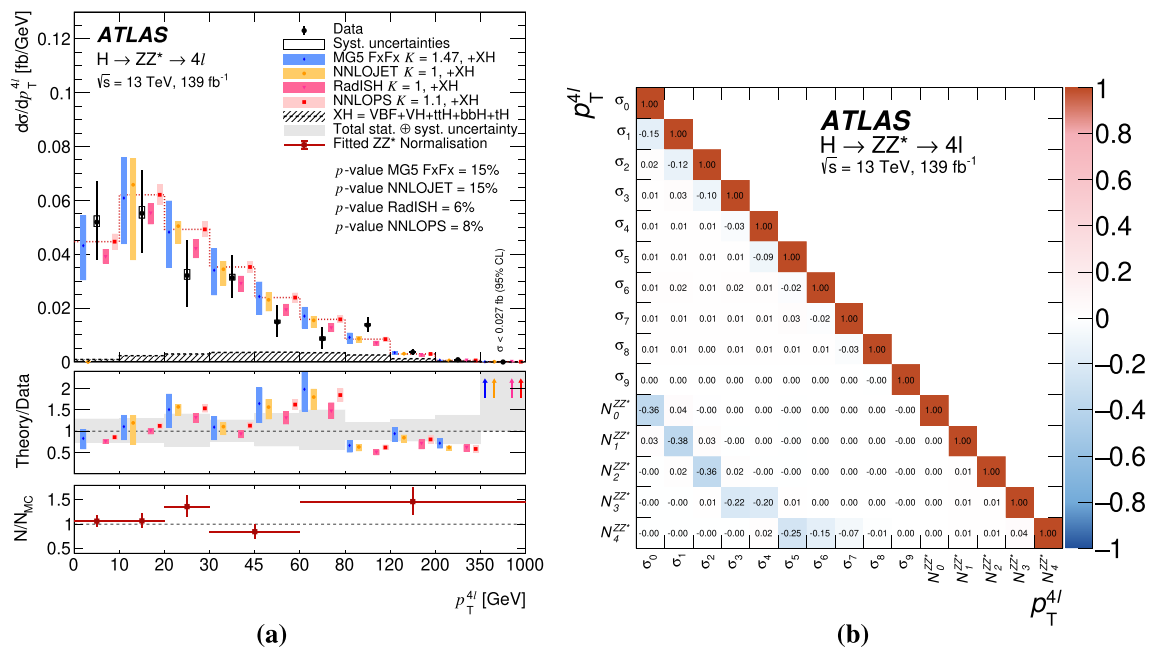 ATLAS
H → ZZ* → 4l
√s = 13 TeV, 139 fb⁻¹
Data
Syst. uncertainties
MG5 FxFx K = 1.47, +XH
NNLOJET K = 1, +XH
RadISH K = 1, +XH
NNLOPS K = 1.1, +XH
XH = VBF+VH+ttH+bbH+tH
Total stat. ⊕ syst. uncertainty
Fitted ZZ* Normalisation
p-value MG5 FxFx = 15%
p-value NNLOJET = 15%
p-value RadISH = 6%
p-value NNLOPS = 8%
σ < 0.027 fb (95% CL)
dσ/dp_T^4l [fb/GeV]
0.12
0.1
0.08
0.06
0.04
0.02
0
Theory/Data
2
1.5
1
0.5
N/N_MC
1.5
1
0.5
0 10 20 30 45 60 80 120 200 350 1000
p_T^4l [GeV]
(a)
p_T^4l
ATLAS
H → ZZ* → 4l
√s = 13 TeV, 139 fb⁻¹
σ0 1.00
σ1 -0.15 1.00
σ2 0.02 -0.12 1.00
σ3 0.01 0.03 -0.10 1.00
σ4 0.01 0.01 -0.03 -0.03 1.00
σ5 0.01 0.01 0.01 0.01 -0.09 1.00
σ6 0.01 0.01 0.01 0.01 0.02 -0.02 1.00
σ7 0.01 0.01 0.01 0.01 0.01 0.03 -0.02 1.00
σ8 0.01 0.01 0.01 0.00 0.01 0.01 0.01 -0.03 1.00
σ9 0.00 0.00 0.00 0.00 0.00 0.00 0.00 0.00 -0.00 1.00
N_0^ZZ* -0.36 0.04 -0.00 0.00 -0.00 0.00 0.00 0.00 0.00 0.00 1.00
N_1^ZZ* 0.03 -0.38 0.03 -0.00 0.00 -0.00 0.00 0.00 0.00 0.00 0.00 1.00
N_2^ZZ* -0.00 0.02 -0.36 0.02 -0.00 0.00 0.00 0.00 0.00 0.00 0.00 0.01 1.00
N_3^ZZ* -0.00 -0.00 0.01 -0.22 -0.20 0.01 0.00 0.00 0.00 0.00 0.00 0.01 0.01 1.00
N_4^ZZ* -0.00 -0.00 -0.00 0.02 0.04 -0.25 -0.15 -0.07 -0.01 -0.00 0.00 0.01 0.01 0.04 1.00
σ0 σ1 σ2 σ3 σ4 σ5 σ6 σ7 σ8 σ9 N_0^ZZ* N_1^ZZ* N_2^ZZ* N_3^ZZ* N_4^ZZ*
p_T^4l
1
0.8
0.6
0.4
0.2
0
−0.2
−0.4
−0.6
−0.8
−1
(b)